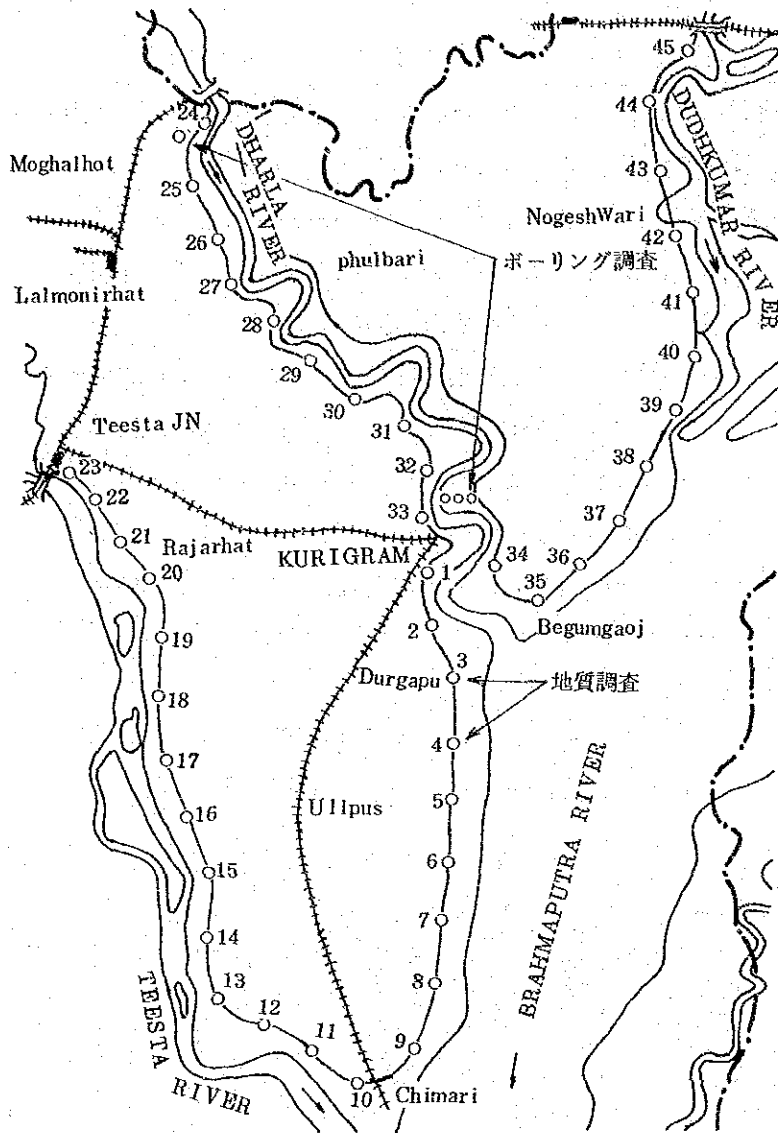 45
24
44
DHARLA RIVER
DUDHKUMAR RIVER
Moghalhot
43
25
NogeshWari
42
26
phulbari
ボーリング調査
27
41
Lalmonirhat
28
40
29
39
30
Teesta JN
31
38
23
32
22
33
37
21
Rajarhat
KURIGRAM
34
36
20
1
35
2
Begumgaoj
19
3
Durgapu
地質調査
18
4
17
5
Ulipus
16
6
BRAHMAPUTRA RIVER
15
7
14
8
13
TEESTA RIVER
12
11
9
10
Chimari